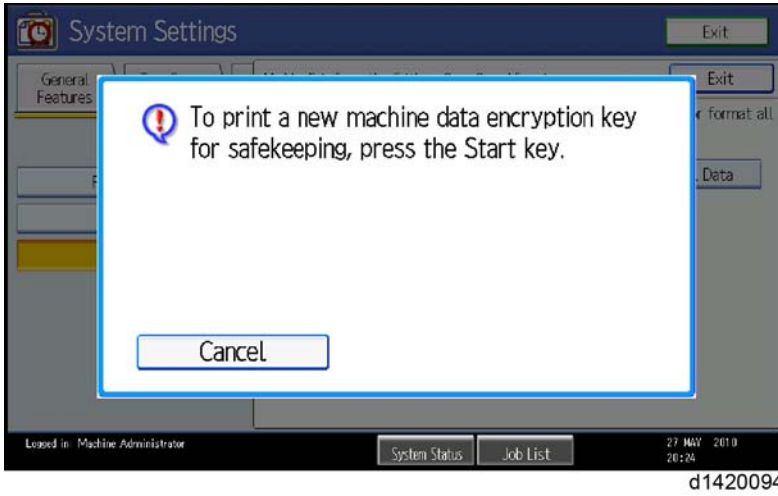 System Settings
Exit
General
Features
Exit
format all
To print a new machine data encryption key
for safekeeping, press the Start key.
Data
Cancel
Logged in: Machine Administrator
System Status
Job List
27 MAY 2010
20:24
d1420094